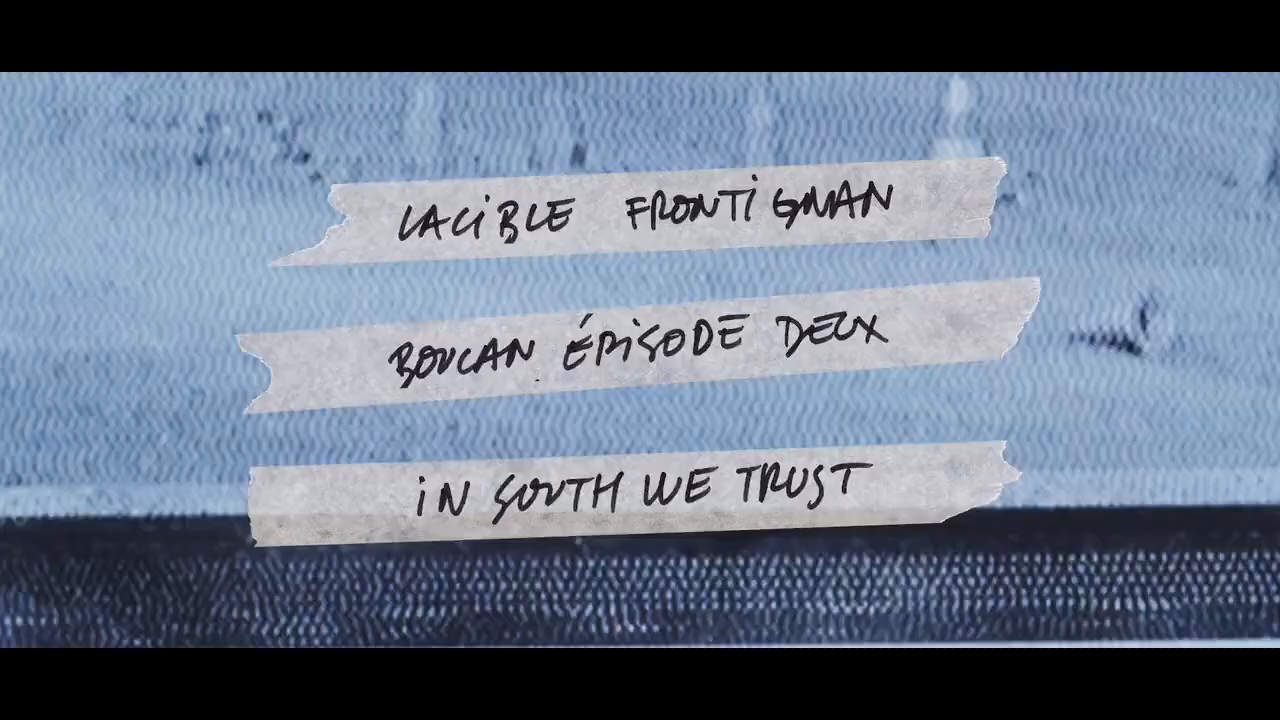 LACiBLE FRONTiGNAN
BOUCAN ÉPiSODE DEUX
iN SOUTH WE TRUST